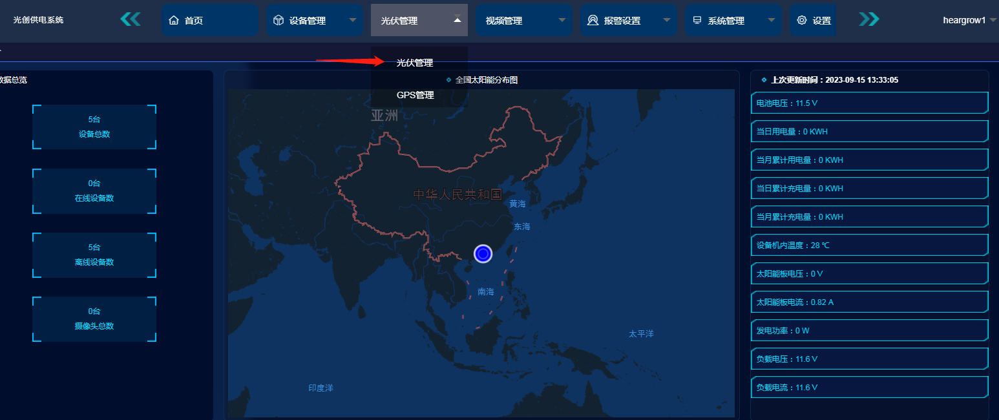 光创供电系统
首页
设备管理
光伏管理
视频管理
报警设置
系统管理
设置
heargrow1
光伏管理
GPS管理
数据总览
5台
设备总数
0台
在线设备数
5台
离线设备数
0台
摄像头总数
全国太阳能分布图
亚洲
中华人民共和国
黄海
东海
南海
太平洋
印度洋
上次更新时间：2023-09-15 13:33:05
电池电压：11.5 V
当日用电量：0 KWH
当月累计用电量：0 KWH
当日累计充电量：0 KWH
当月累计充电量：0 KWH
设备机内温度：28 ℃
太阳能板电压：0 V
太阳能板电流：0.82 A
发电功率：0 W
负载电压：11.6 V
负载电流：11.6 V